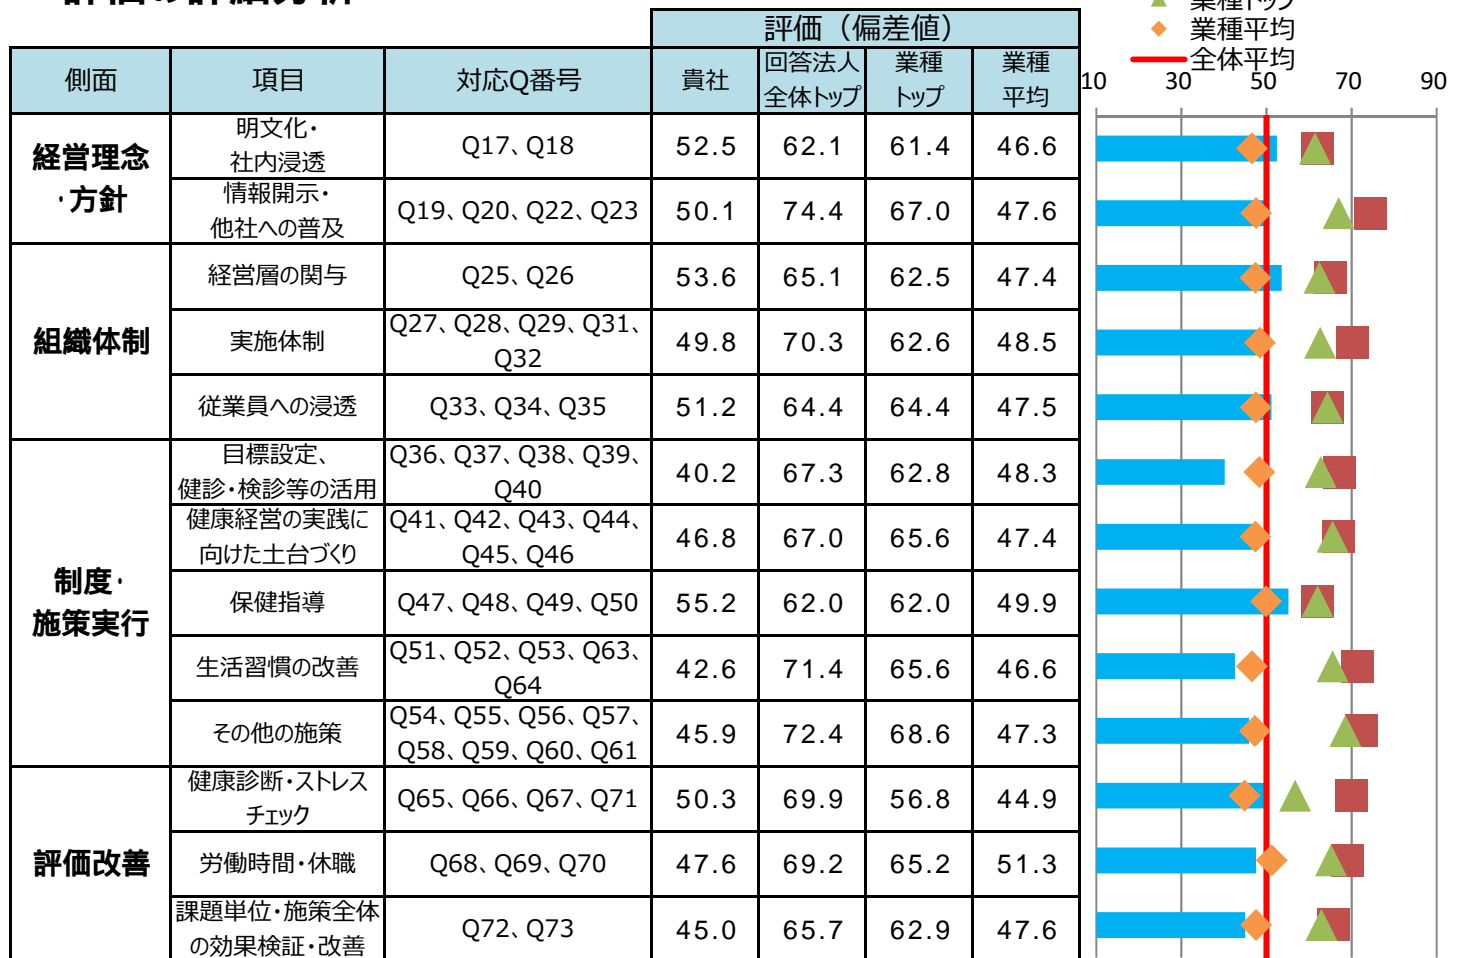 評価の詳細分析
業種トップ
業種平均
全体平均
評価（偏差値）
側面 項目 対応Q番号 貴社 回答法人全体トップ 業種トップ 業種平均
10 30 50 70 90
経営理念・方針
明文化・社内浸透 Q17、Q18 52.5 62.1 61.4 46.6
情報開示・他社への普及 Q19、Q20、Q22、Q23 50.1 74.4 67.0 47.6
組織体制
経営層の関与 Q25、Q26 53.6 65.1 62.5 47.4
実施体制 Q27、Q28、Q29、Q31、Q32 49.8 70.3 62.6 48.5
従業員への浸透 Q33、Q34、Q35 51.2 64.4 64.4 47.5
制度・施策実行
目標設定、健診・検診等の活用 Q36、Q37、Q38、Q39、Q40 40.2 67.3 62.8 48.3
健康経営の実践に向けた土台づくり Q41、Q42、Q43、Q44、Q45、Q46 46.8 67.0 65.6 47.4
保健指導 Q47、Q48、Q49、Q50 55.2 62.0 62.0 49.9
生活習慣の改善 Q51、Q52、Q53、Q63、Q64 42.6 71.4 65.6 46.6
その他の施策 Q54、Q55、Q56、Q57、Q58、Q59、Q60、Q61 45.9 72.4 68.6 47.3
評価改善
健康診断・ストレスチェック Q65、Q66、Q67、Q71 50.3 69.9 56.8 44.9
労働時間・休職 Q68、Q69、Q70 47.6 69.2 65.2 51.3
課題単位・施策全体の効果検証・改善 Q72、Q73 45.0 65.7 62.9 47.6